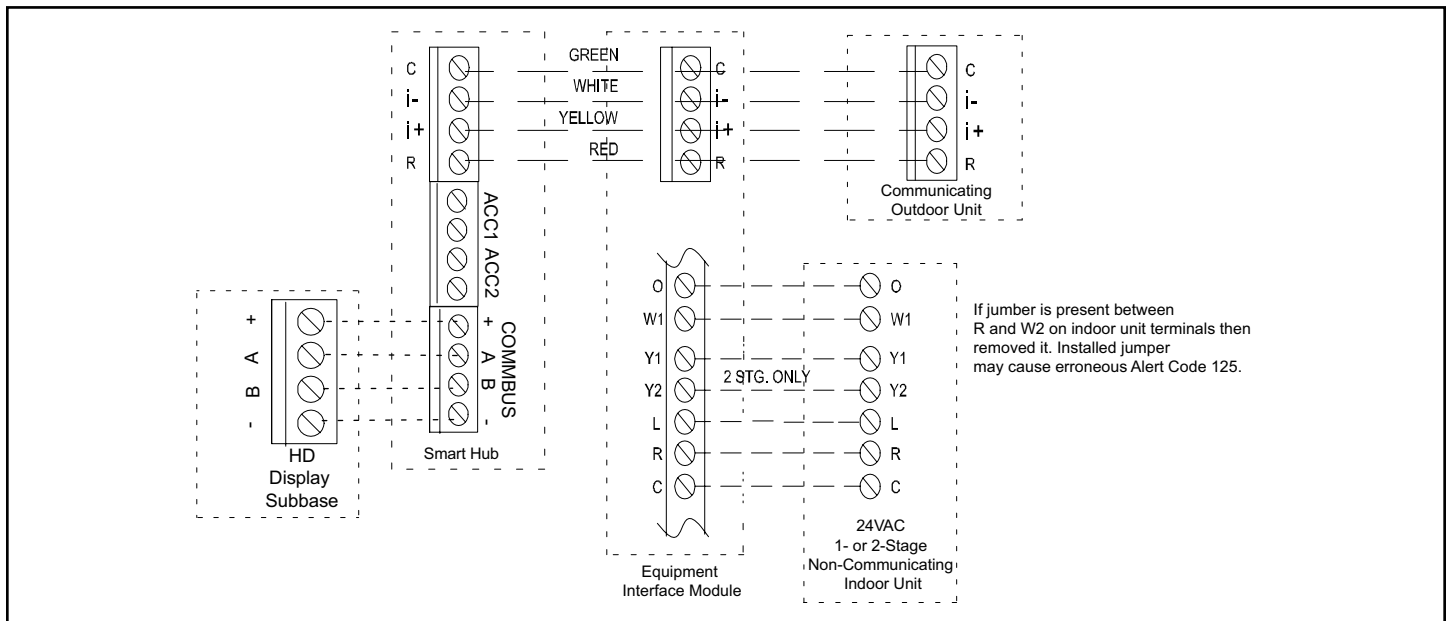 C
i-
i+
R
GREEN
WHITE
YELLOW
RED
C
i-
i+
R
C
i-
i+
R
Communicating
Outdoor Unit
ACC1 ACC2
COMMBUS
+
A
B
-
Smart Hub
+
A
B
-
HD
Display
Subbase
O
W1
Y1
Y2
L
R
C
2 STG. ONLY
Equipment
Interface Module
O
W1
Y1
Y2
L
R
C
24VAC
1- or 2-Stage
Non-Communicating
Indoor Unit
If jumber is present between
R and W2 on indoor unit terminals then
removed it. Installed jumper
may cause erroneous Alert Code 125.